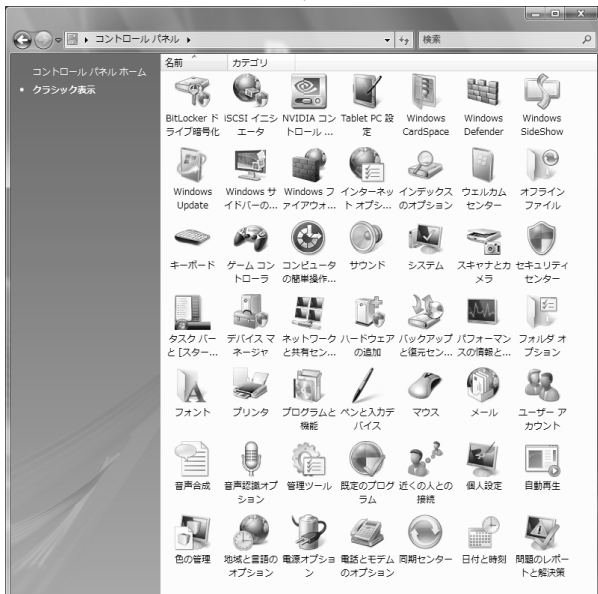 コントロール パネル
検索
コントロール パネル ホーム
クラシック表示
名前 カテゴリ
BitLocker ド
ライブ暗号化
iSCSI イニシ
エータ
NVIDIA コン
トロール ...
Tablet PC 設
定
Windows
CardSpace
Windows
Defender
Windows
SideShow
Windows
Update
Windows サ
イドバーの...
Windows フ
ァイアウォ...
インターネッ
ト オプシ...
インデックス
のオプション
ウェルカム
センター
オフライン
ファイル
キーボード
ゲーム コン
トローラ
コンピュータ
の簡単操作...
サウンド
システム
スキャナとカ
メラ
セキュリティ
センター
タスク バー
と [スター...
デバイス マ
ネージャ
ネットワーク
と共有セン...
ハードウェア
の追加
バックアップ
と復元セン...
パフォーマン
スの情報と...
フォルダ オ
プション
フォント
プリンタ
プログラムと
機能
ペンと入力デ
バイス
マウス
メール
ユーザー ア
カウント
音声合成
音声認識オプ
ション
管理ツール
既定のプログ
ラム
近くの人との
接続
個人設定
自動再生
色の管理
地域と言語の
オプション
電源オプショ
ン
電話とモデム
のオプション
同期センター
日付と時刻
問題のレポー
トと解決策